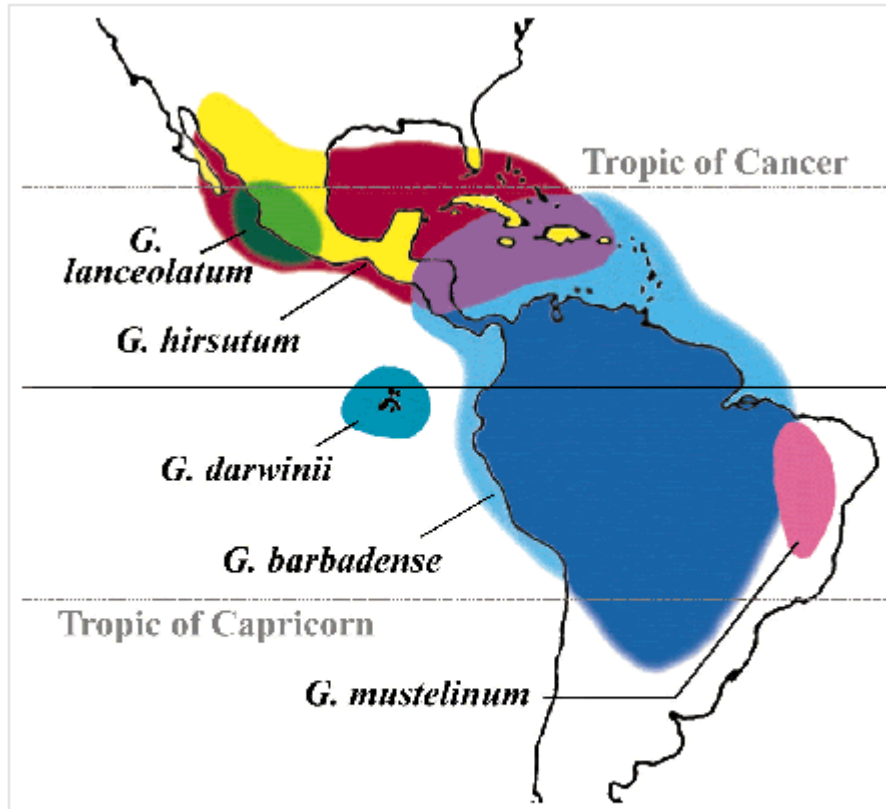 Tropic of Cancer
G.
lanceolatum
G. hirsutum
G. darwinii
G. barbadense
Tropic of Capricorn
G. mustelinum